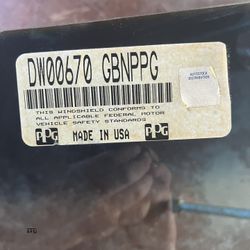 DW00670 GBNPPG
THIS WINDSHIELD CONFORMS TO
ALL APPLICABLE FEDERAL MOTOR
VEHICLE SAFETY STANDARDS
PPG MADE IN USA PPG